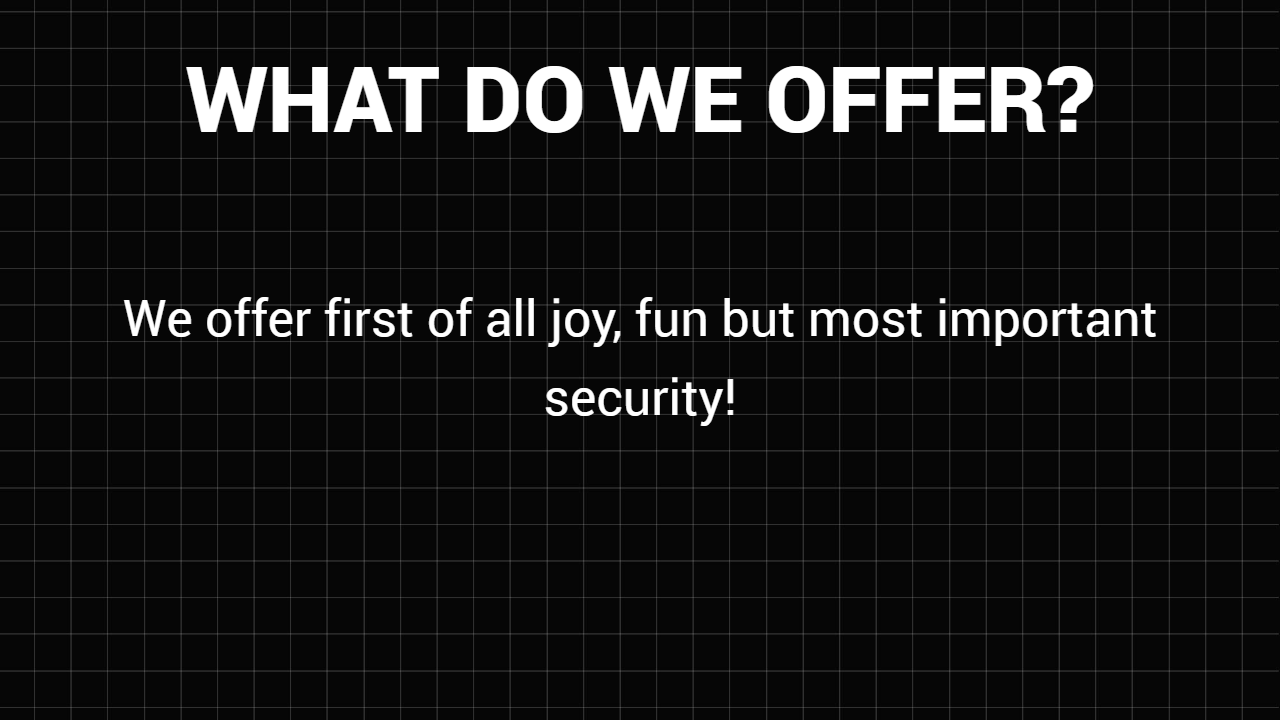 WHAT DO WE OFFER?
We offer first of all joy, fun but most important
security!